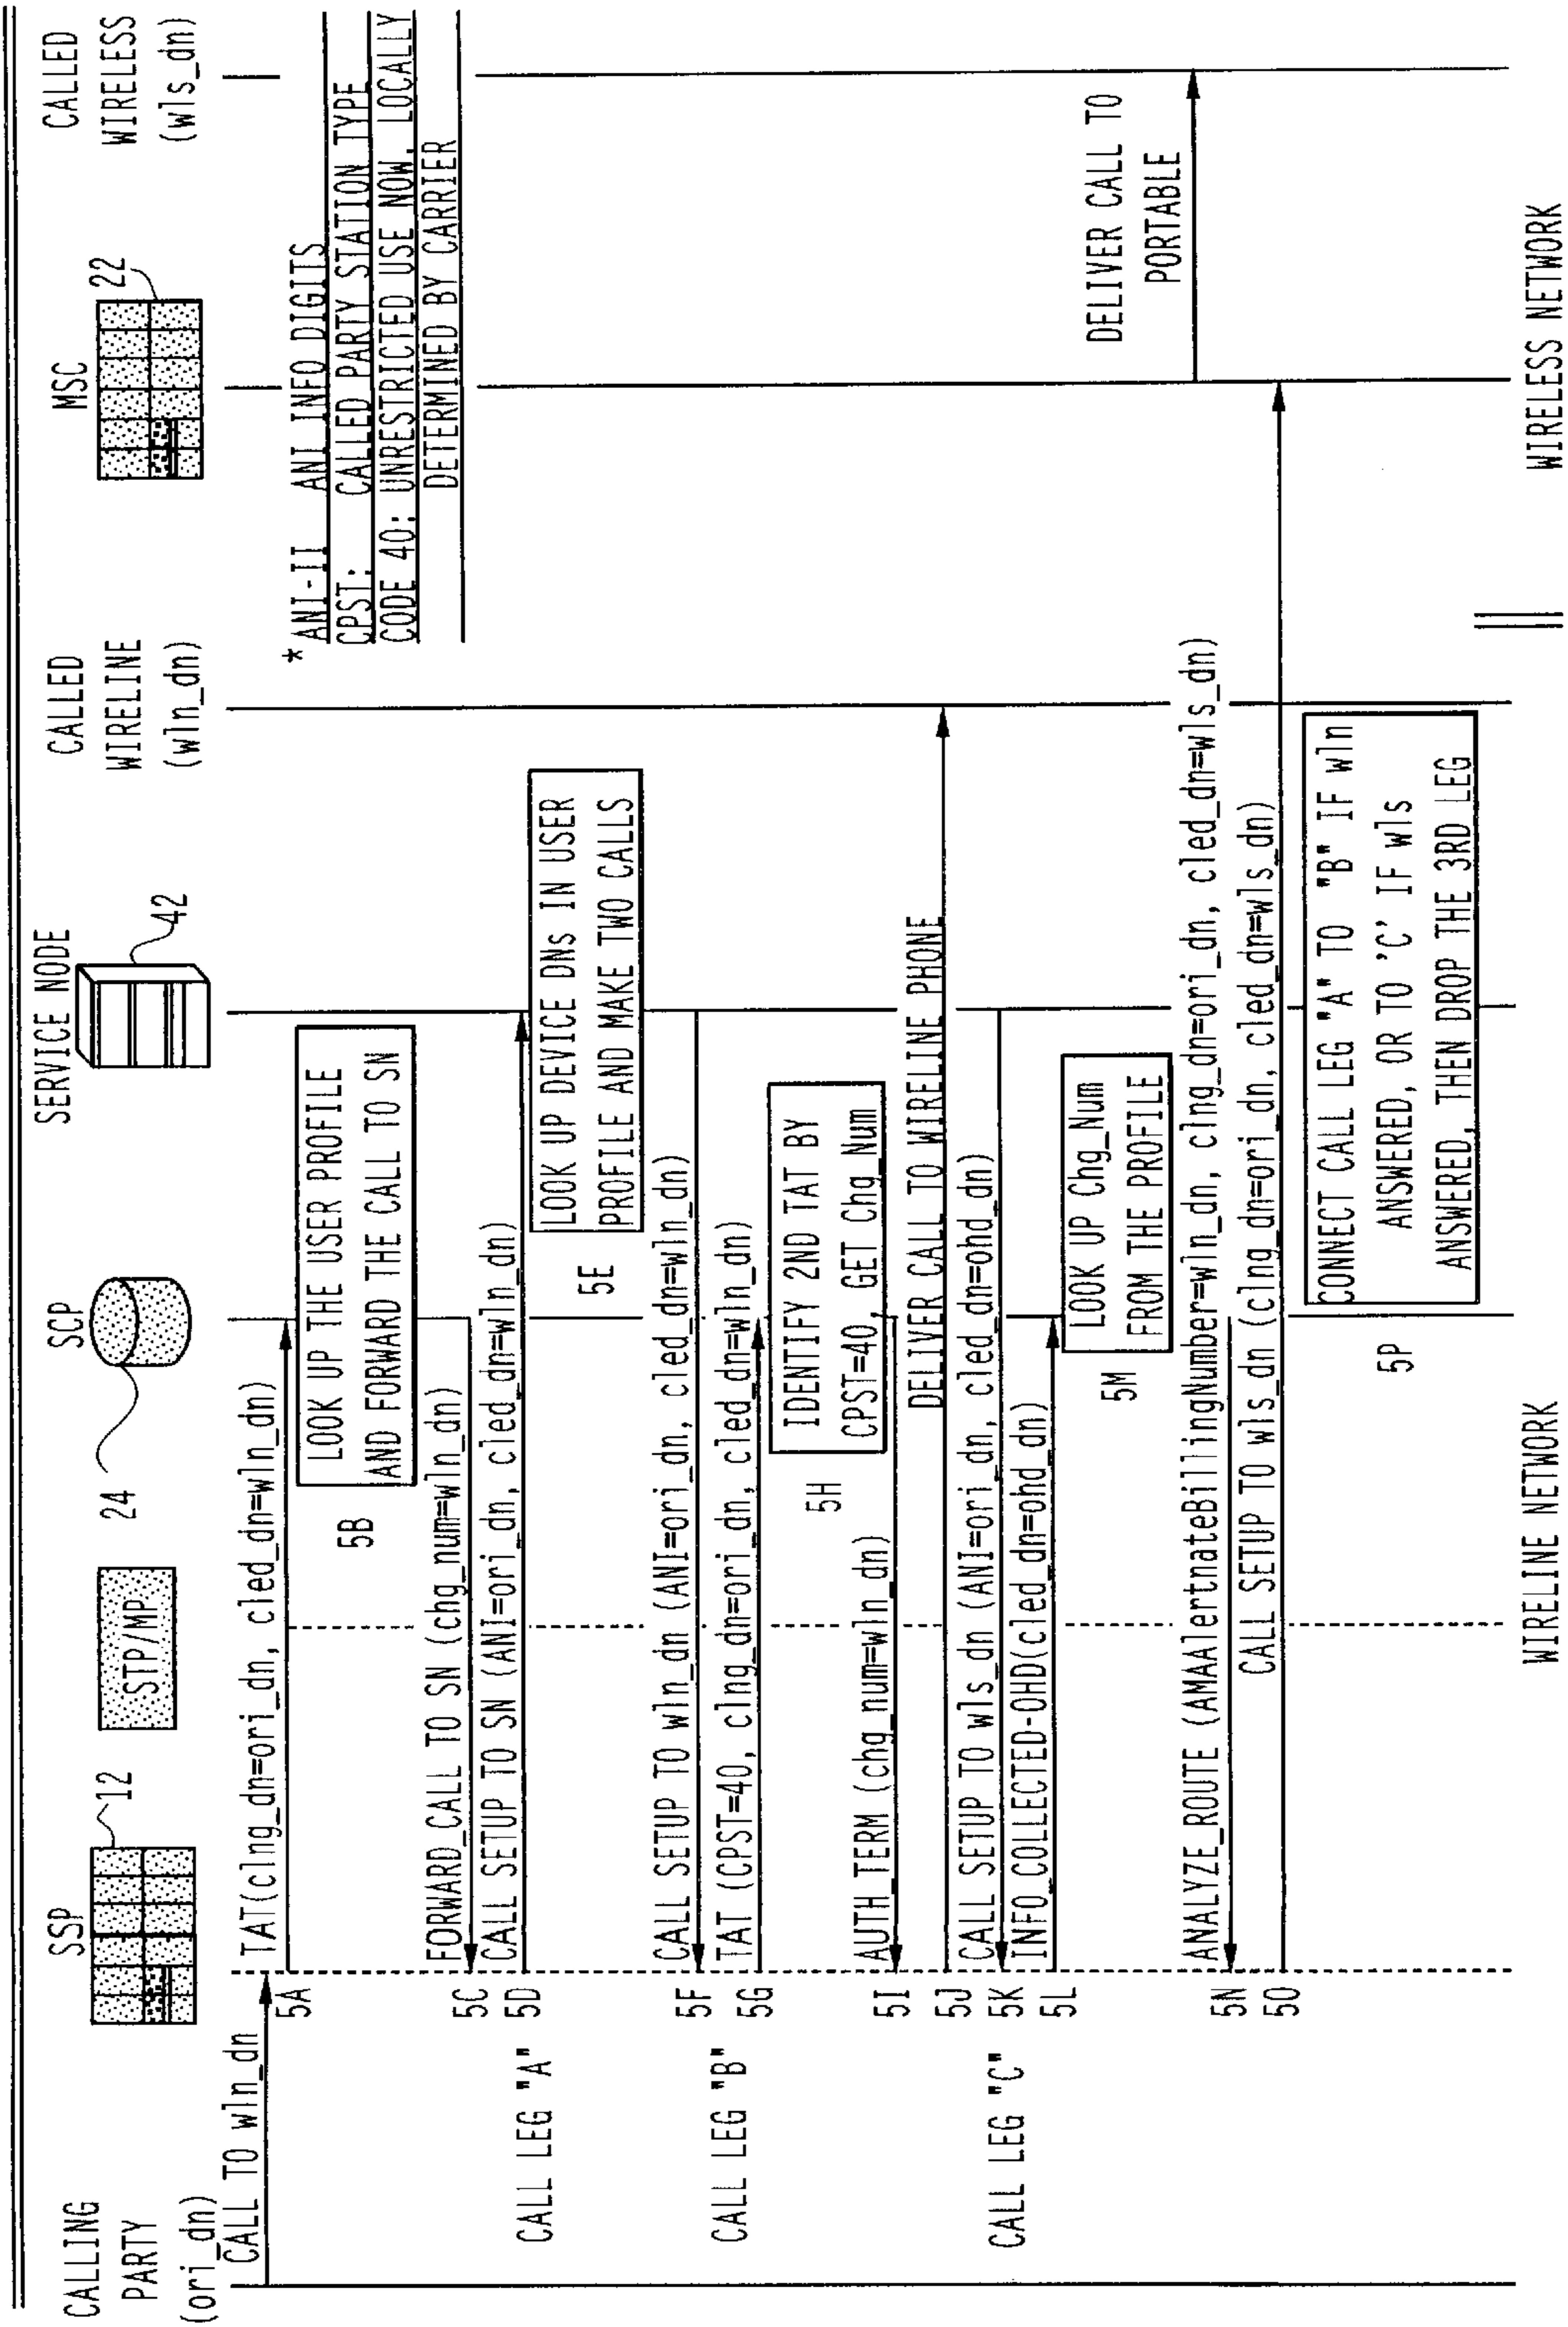 CALLING
PARTY
(ori_dn)
SSP
12
STP/MP
24
SCP
SERVICE NODE
42
CALLED
WIRELINE
(wln_dn)
MSC
22
CALLED
WIRELESS
(wls_dn)
CALL TO wln_dn
* ANI-II ANI INFO DIGITS
CPST: CALLED PARTY STATION TYPE
CODE 40: UNRESTRICTED USE NOW, LOCALLY
DETERMINED BY CARRIER
5A
TAT(clng_dn=ori_dn, cled_dn=wln_dn)
5B
LOOK UP THE USER PROFILE
AND FORWARD THE CALL TO SN
5C
FORWARD_CALL TO SN (chg_num=wln_dn)
CALL LEG "A"
5D
CALL SETUP TO SN (ANI=ori_dn, cled_dn=wln_dn)
5E
LOOK UP DEVICE DNs IN USER
PROFILE AND MAKE TWO CALLS
5F
CALL SETUP TO wln_dn (ANI=ori_dn, cled_dn=wln_dn)
CALL LEG "B"
5G
TAT (CPST=40, clng_dn=ori_dn, cled_dn=wln_dn)
5H
IDENTIFY 2ND TAT BY
CPST=40, GET Chg_Num
5I
AUTH_TERM (chg_num=wln_dn)
5J
DELIVER CALL TO WIRELINE PHONE
CALL LEG "C"
5K
CALL SETUP TO wls_dn (ANI=ori_dn, cled_dn=ohd_dn)
5L
INFO_COLLECTED-OHD(cled_dn=ohd_dn)
5M
LOOK UP Chg_Num
FROM THE PROFILE
5N
ANALYZE_ROUTE (AMAAlertnateBillingNumber=wln_dn, clng_dn=ori_dn, cled_dn=wls_dn)
5O
CALL SETUP TO wls_dn (clng_dn=ori_dn, cled_dn=wls_dn)
DELIVER CALL TO
PORTABLE
5P
CONNECT CALL LEG "A" TO "B" IF wln
ANSWERED, OR TO 'C' IF wls
ANSWERED, THEN DROP THE 3RD LEG
WIRELINE NETWORK
WIRELESS NETWORK